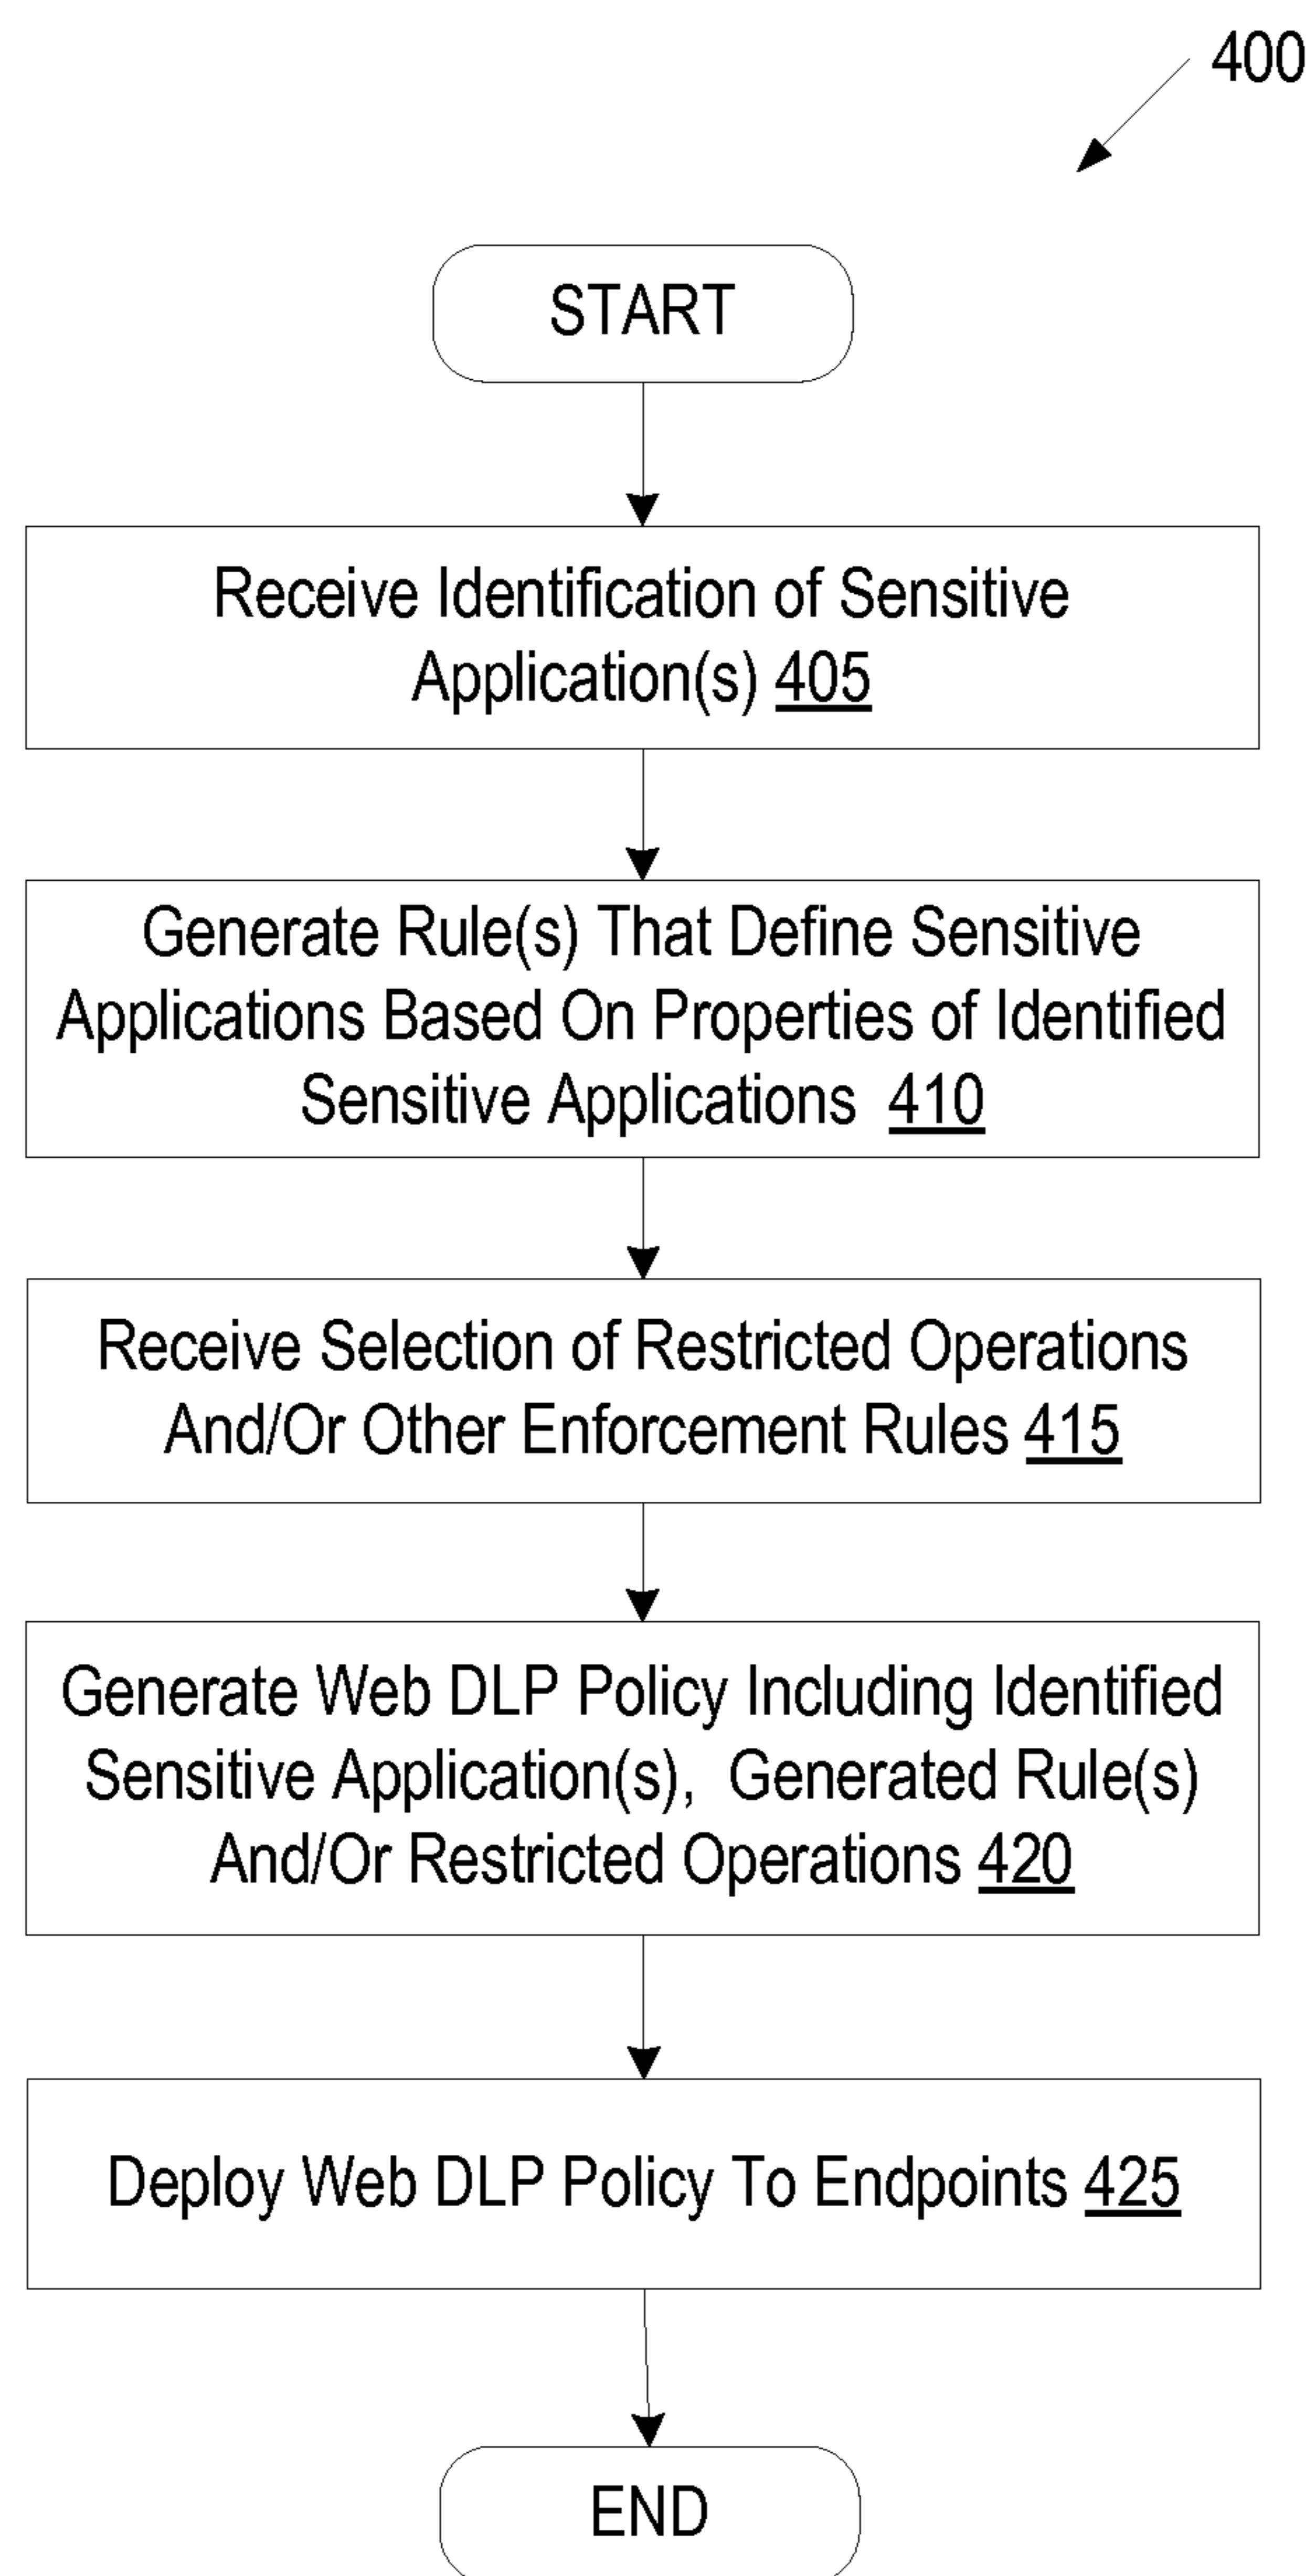 400
START
Receive Identification of Sensitive
Application(s) 405
Generate Rule(s) That Define Sensitive
Applications Based On Properties of Identified
Sensitive Applications 410
Receive Selection of Restricted Operations
And/Or Other Enforcement Rules 415
Generate Web DLP Policy Including Identified
Sensitive Application(s), Generated Rule(s)
And/Or Restricted Operations 420
Deploy Web DLP Policy To Endpoints 425
END